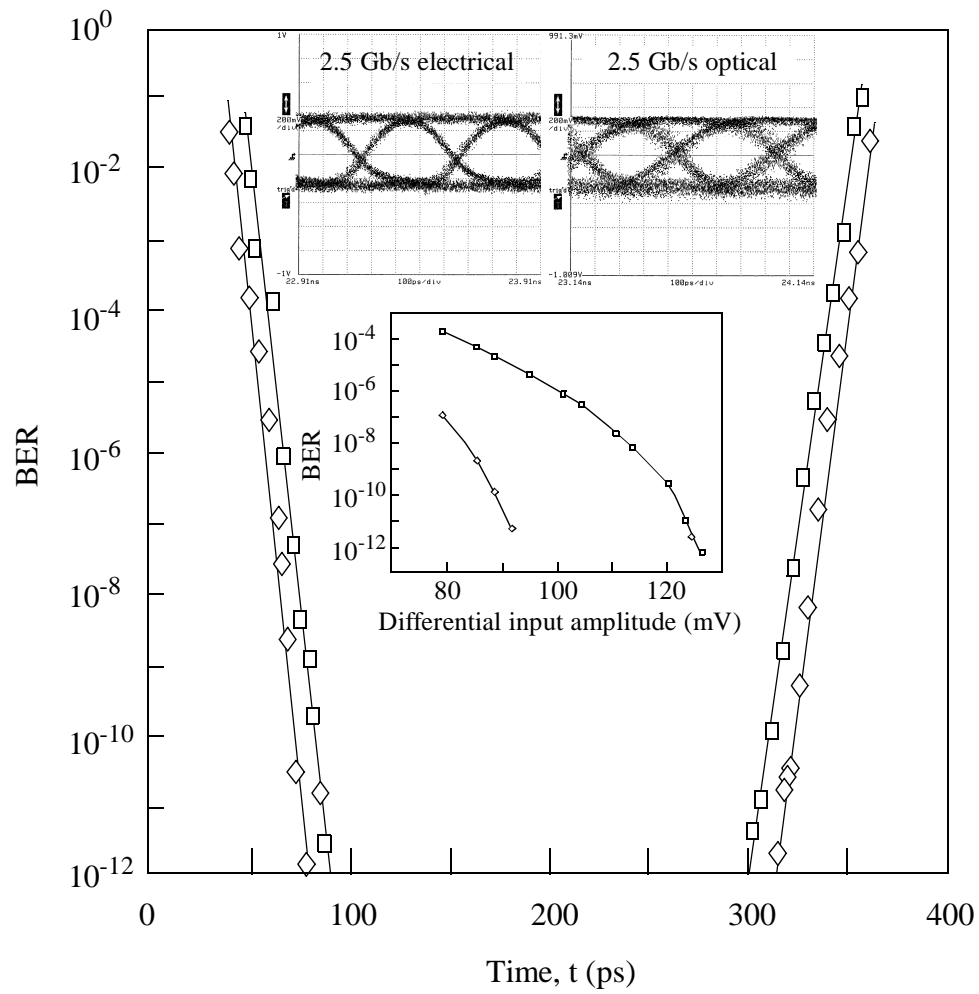 10^0
10^-2
10^-4
10^-6
10^-8
10^-10
10^-12
BER
0
100
200
300
400
Time, t (ps)
1V
2.5 Gb/s electrical
200mV
/div
trig'd
-1V
22.91ns
100ps/div
23.91ns
991.3mV
2.5 Gb/s optical
200mV
/div
trig'd
-1.009V
23.14ns
100ps/div
24.14ns
10^-4
10^-6
10^-8
10^-10
10^-12
BER
80
100
120
Differential input amplitude (mV)